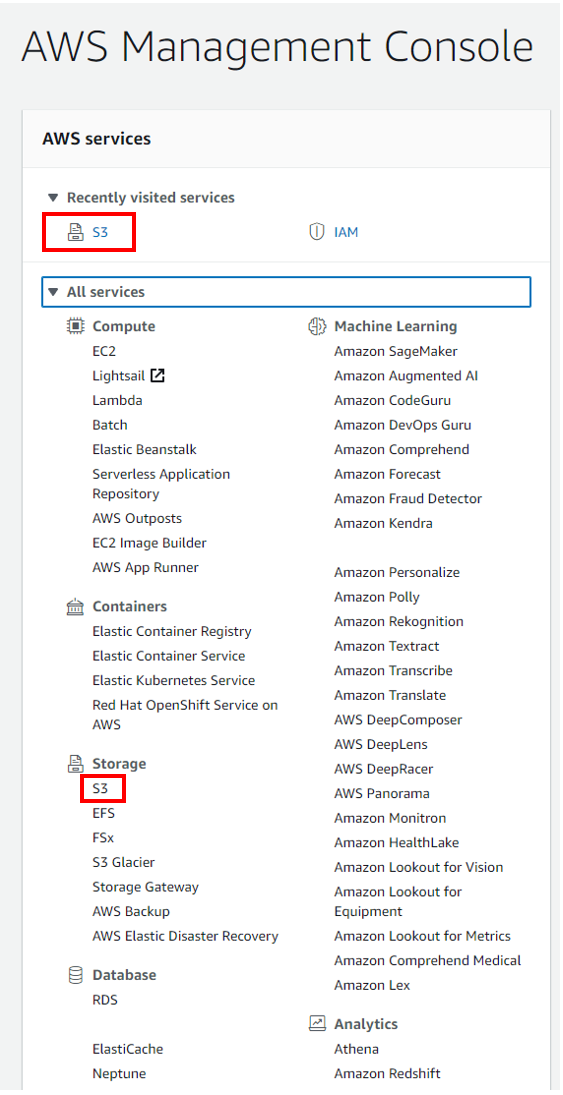 AWS Management Console
AWS services
Recently visited services
S3
IAM
All services
Compute
EC2
Lightsail
Lambda
Batch
Elastic Beanstalk
Serverless Application
Repository
AWS Outposts
EC2 Image Builder
AWS App Runner
Containers
Elastic Container Registry
Elastic Container Service
Elastic Kubernetes Service
Red Hat OpenShift Service on
AWS
Storage
S3
EFS
FSx
S3 Glacier
Storage Gateway
AWS Backup
AWS Elastic Disaster Recovery
Database
RDS
ElastiCache
Neptune
Machine Learning
Amazon SageMaker
Amazon Augmented AI
Amazon CodeGuru
Amazon DevOps Guru
Amazon Comprehend
Amazon Forecast
Amazon Fraud Detector
Amazon Kendra
Amazon Personalize
Amazon Polly
Amazon Rekognition
Amazon Textract
Amazon Transcribe
Amazon Translate
AWS DeepComposer
AWS DeepLens
AWS DeepRacer
AWS Panorama
Amazon Monitron
Amazon HealthLake
Amazon Lookout for Vision
Amazon Lookout for
Equipment
Amazon Lookout for Metrics
Amazon Comprehend Medical
Amazon Lex
Analytics
Athena
Amazon Redshift